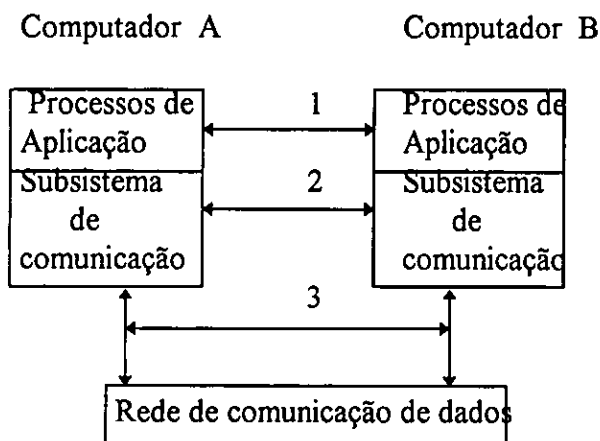 Computador A
Computador B
1
Processos de
Aplicação
Processos de
Aplicação
2
Subsistema
de
comunicação
Subsistema
de
comunicação
3
Rede de comunicação de dados